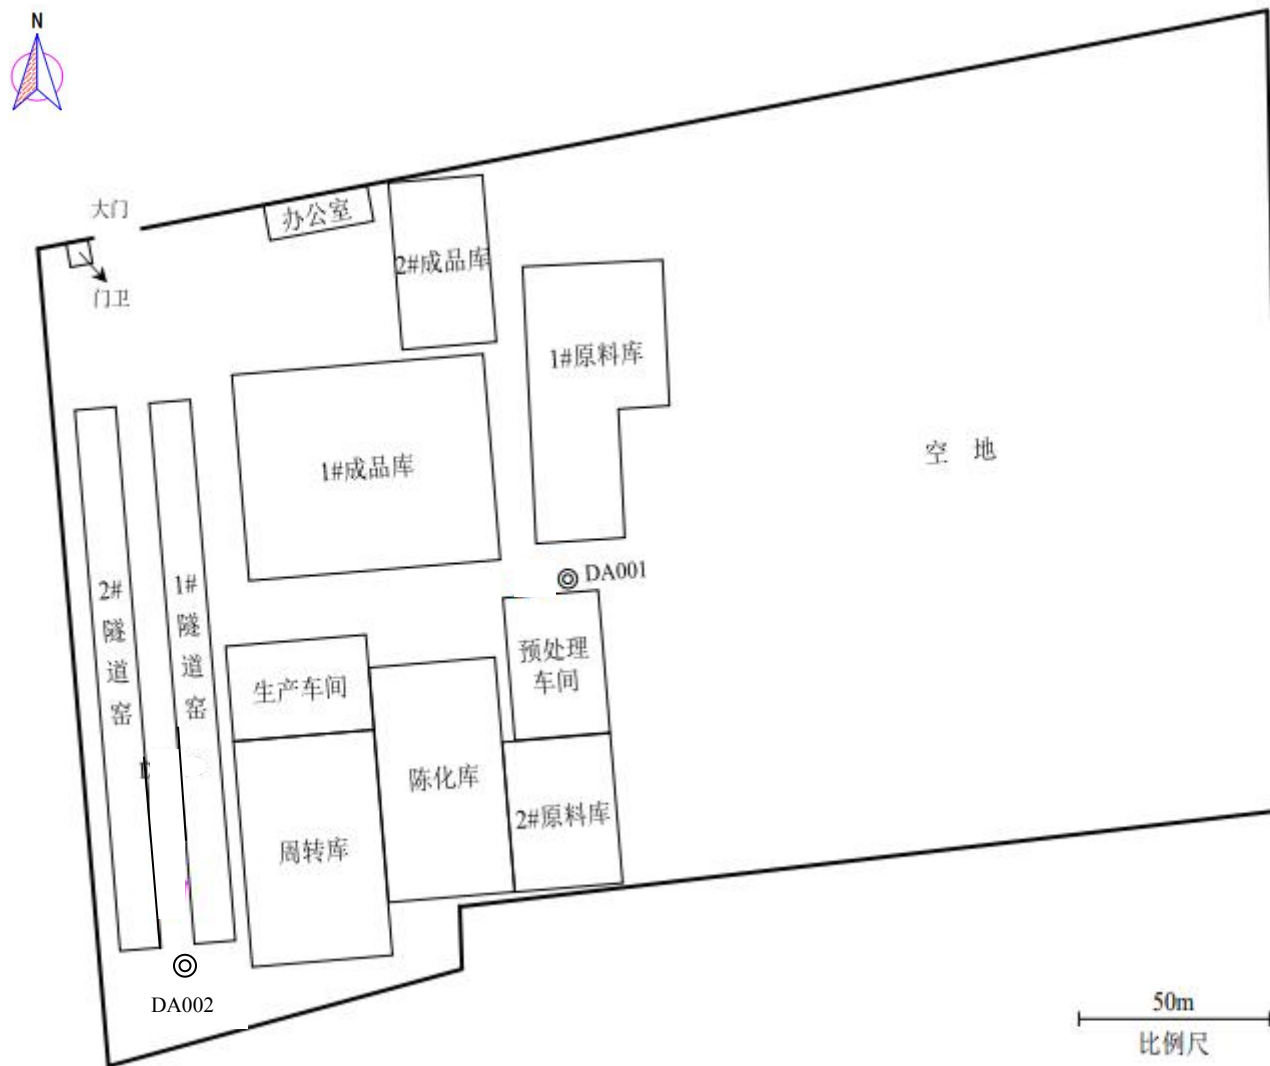 N
大门
门卫
办公室
2#成品库
1#原料库
1#成品库
空 地
2#
隧
道
窑
1#
隧
道
窑
DA001
预处理
车间
生产车间
陈化库
2#原料库
周转库
DA002
50m
比例尺